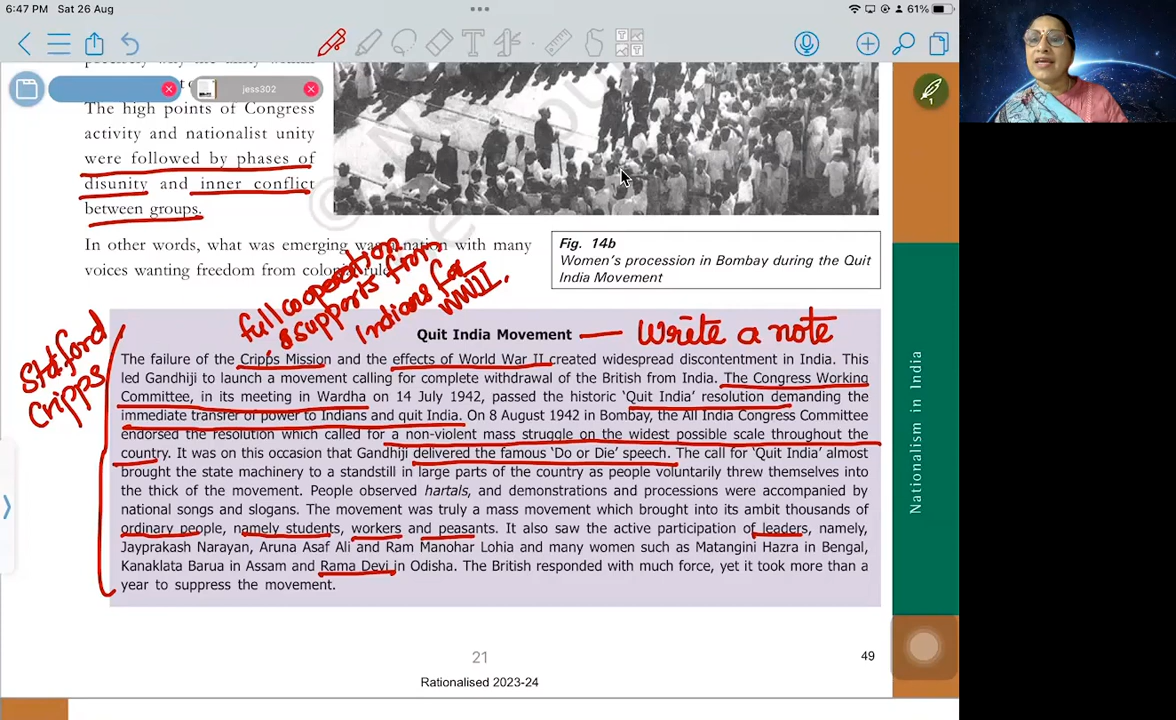 6:47 PM Sat 26 Aug
61%
jess302
1
The high points of Congress
activity and nationalist unity
were followed by phases of
disunity and inner conflict
between groups.
In other words, what was emerging was a nation with many
voices wanting freedom from colonial rule.
Fig. 14b
Women's procession in Bombay during the Quit
India Movement
full cooperation
& supports from
Indians for
WWII.
Stafford
Cripps
Quit India Movement — Write a note
The failure of the Cripps Mission and the effects of World War II created widespread discontentment in India. This
led Gandhiji to launch a movement calling for complete withdrawal of the British from India. The Congress Working
Committee, in its meeting in Wardha on 14 July 1942, passed the historic 'Quit India' resolution demanding the
immediate transfer of power to Indians and quit India. On 8 August 1942 in Bombay, the All India Congress Committee
endorsed the resolution which called for a non-violent mass struggle on the widest possible scale throughout the
country. It was on this occasion that Gandhiji delivered the famous 'Do or Die' speech. The call for 'Quit India' almost
brought the state machinery to a standstill in large parts of the country as people voluntarily threw themselves into
the thick of the movement. People observed hartals, and demonstrations and processions were accompanied by
national songs and slogans. The movement was truly a mass movement which brought into its ambit thousands of
ordinary people, namely students, workers and peasants. It also saw the active participation of leaders, namely,
Jayprakash Narayan, Aruna Asaf Ali and Ram Manohar Lohia and many women such as Matangini Hazra in Bengal,
Kanaklata Barua in Assam and Rama Devi in Odisha. The British responded with much force, yet it took more than a
year to suppress the movement.
Nationalism in India
21
49
Rationalised 2023-24